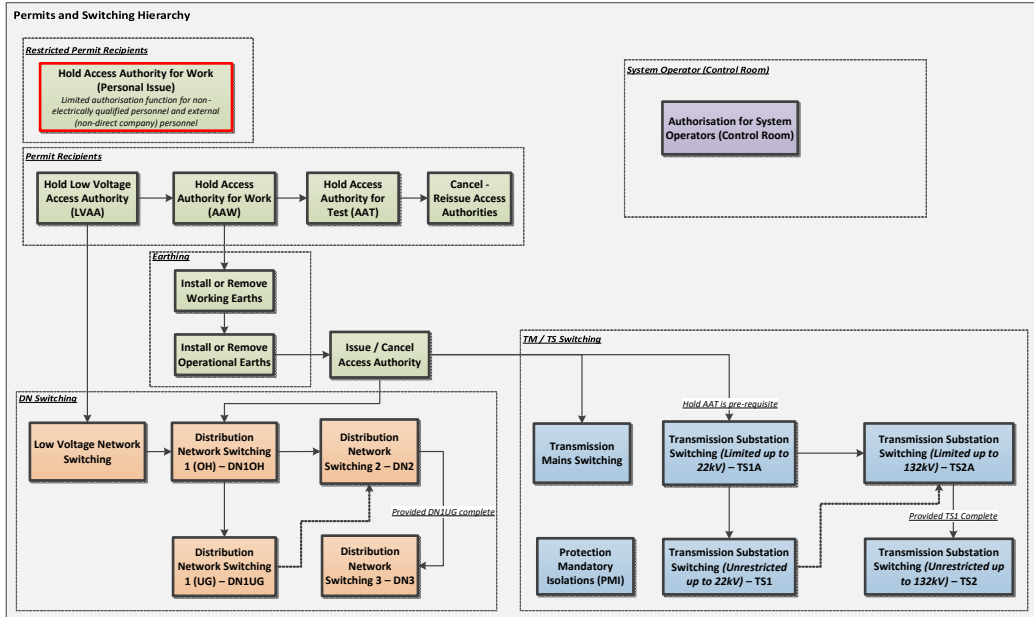 Permits and Switching Hierarchy
Restricted Permit Recipients
Hold Access Authority for Work
(Personal Issue)
Limited authorisation function for non-
electrically qualified personnel and external
(non-direct company) personnel
System Operator (Control Room)
Authorisation for System
Operators (Control Room)
Permit Recipients
Hold Low Voltage
Access Authority
(LVAA)
Hold Access
Authority for Work
(AAW)
Hold Access
Authority for
Test (AAT)
Cancel -
Reissue Access
Authorities
Earthing
Install or Remove
Working Earths
Install or Remove
Operational Earths
Issue / Cancel
Access Authority
DN Switching
Low Voltage Network
Switching
Distribution
Network Switching
1 (OH) – DN1OH
Distribution
Network
Switching 2 – DN2
Provided DN1UG complete
Distribution
Network Switching
1 (UG) – DN1UG
Distribution
Network
Switching 3 – DN3
TM / TS Switching
Hold AAT is pre-requisite
Transmission
Mains Switching
Transmission Substation
Switching (Limited up to
22kV) – TS1A
Transmission Substation
Switching (Limited up to
132kV) – TS2A
Provided TS1 Complete
Protection
Mandatory
Isolations (PMI)
Transmission Substation
Switching (Unrestricted
up to 22kV) – TS1
Transmission Substation
Switching (Unrestricted up
to 132kV) – TS2